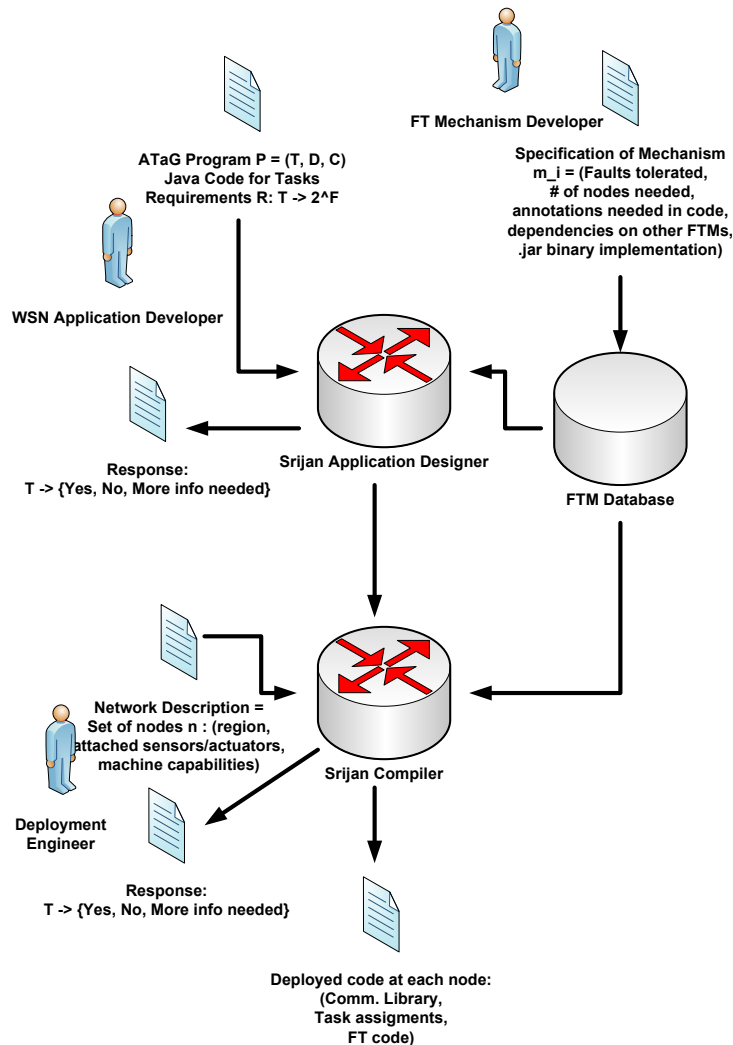 FT Mechanism Developer
ATaG Program P = (T, D, C)
Java Code for Tasks
Requirements R: T -> 2^F
Specification of Mechanism
m_i = (Faults tolerated,
# of nodes needed,
annotations needed in code,
dependencies on other FTMs,
.jar binary implementation)
WSN Application Developer
Srijan Application Designer
Response:
T -> {Yes, No, More info needed}
FTM Database
Network Description =
Set of nodes n : (region,
attached sensors/actuators,
machine capabilities)
Srijan Compiler
Deployment
Engineer
Response:
T -> {Yes, No, More info needed}
Deployed code at each node:
(Comm. Library,
Task assigments,
FT code)